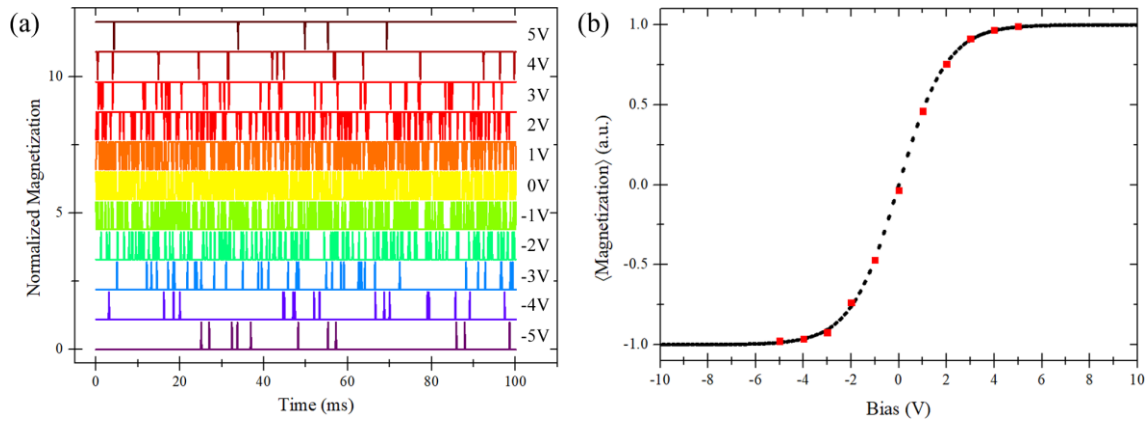 (a)
Normalized Magnetization
10
5
0
5V
4V
3V
2V
1V
0V
-1V
-2V
-3V
-4V
-5V
0 20 40 60 80 100
Time (ms)
(b)
⟨Magnetization⟩ (a.u.)
1.0
0.5
0.0
-0.5
-1.0
-10 -8 -6 -4 -2 0 2 4 6 8 10
Bias (V)